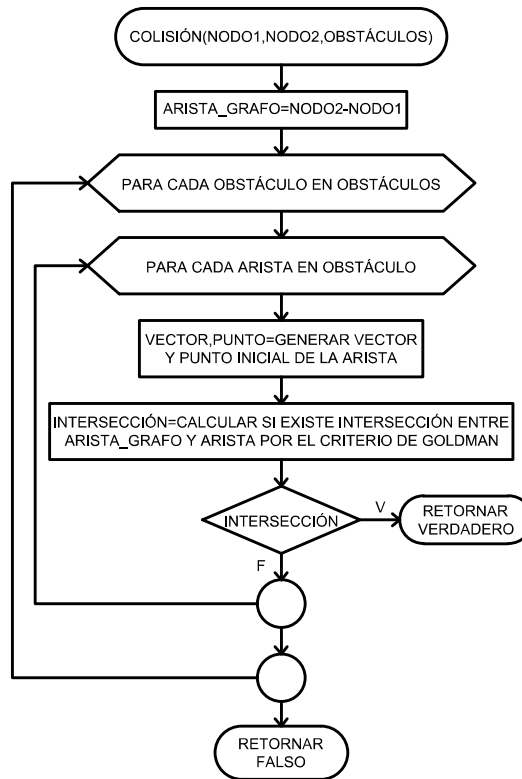 COLISIÓN(NODO1,NODO2,OBSTÁCULOS)
ARISTA_GRAFO=NODO2-NODO1
PARA CADA OBSTÁCULO EN OBSTÁCULOS
PARA CADA ARISTA EN OBSTÁCULO
VECTOR,PUNTO=GENERAR VECTOR
Y PUNTO INICIAL DE LA ARISTA
INTERSECCIÓN=CALCULAR SI EXISTE INTERSECCIÓN ENTRE
ARISTA_GRAFO Y ARISTA POR EL CRITERIO DE GOLDMAN
INTERSECCIÓN
V
RETORNAR
VERDADERO
F
RETORNAR
FALSO